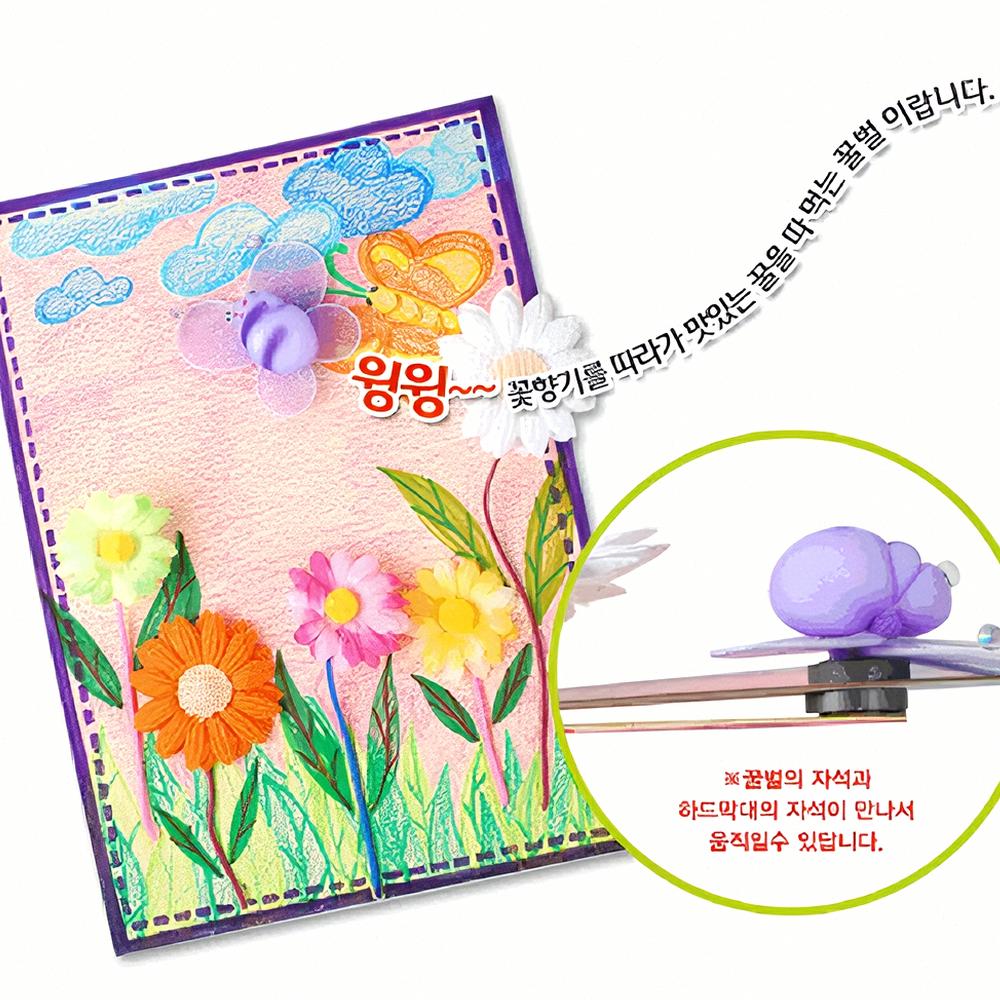 윙윙~~ 꽃향기를 따라가 맛있는 꿀을 따 먹는 꿀벌 이랍니다.
※꿀벌의 자석과
하드막대의 자석이 만나서
움직일수 있답니다.